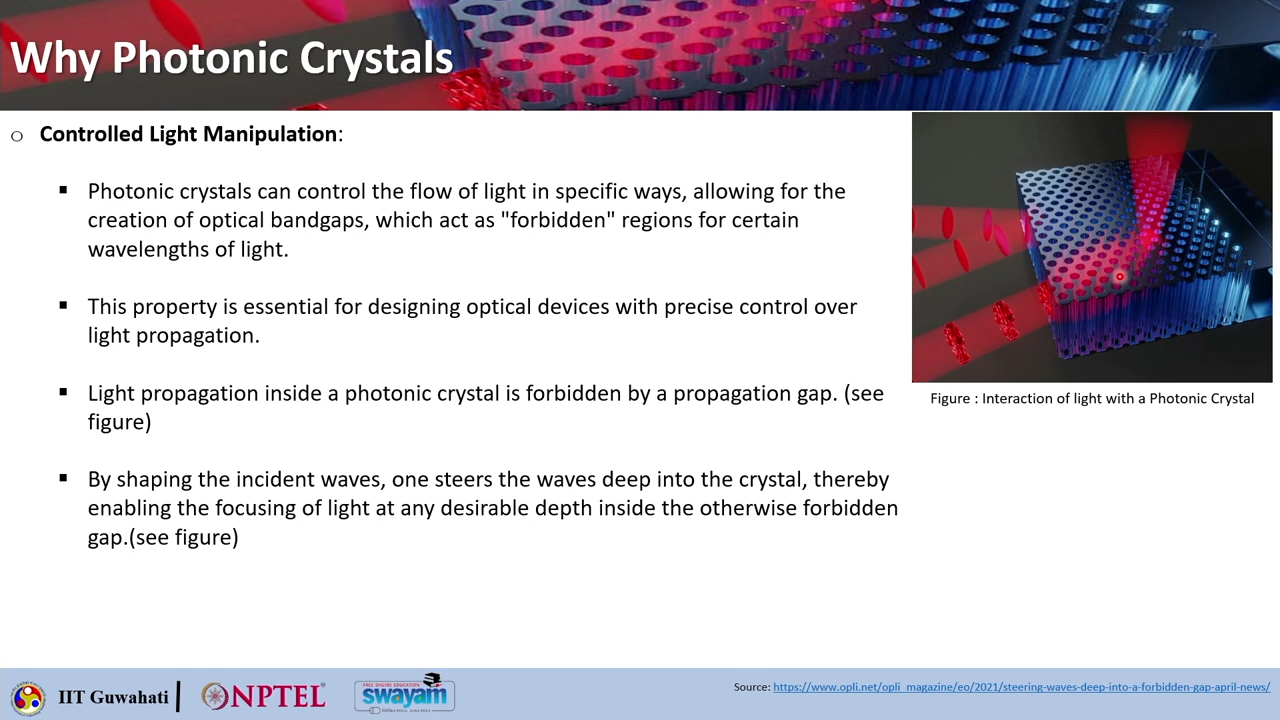 Why Photonic Crystals
o Controlled Light Manipulation:
▪ Photonic crystals can control the flow of light in specific ways, allowing for the
creation of optical bandgaps, which act as "forbidden" regions for certain
wavelengths of light.
▪ This property is essential for designing optical devices with precise control over
light propagation.
▪ Light propagation inside a photonic crystal is forbidden by a propagation gap. (see
figure)
▪ By shaping the incident waves, one steers the waves deep into the crystal, thereby
enabling the focusing of light at any desirable depth inside the otherwise forbidden
gap.(see figure)
Figure : Interaction of light with a Photonic Crystal
IIT Guwahati
NPTEL
FREE ONLINE EDUCATION
swayam
Source: https://www.opli.net/opli_magazine/eo/2021/steering-waves-deep-into-a-forbidden-gap-april-news/